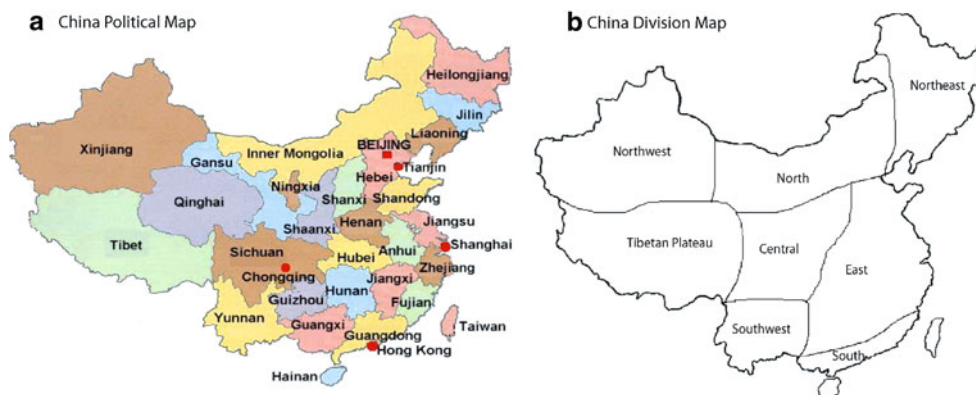 a China Political Map
Heilongjiang
Jilin
Liaoning
Xinjiang
Gansu
Inner Mongolia
BEIJING
Tianjin
Hebei
Ningxia
Shanxi
Shandong
Qinghai
Shaanxi
Henan
Jiangsu
Tibet
Sichuan
Anhui
Shanghai
Hubei
Chongqing
Zhejiang
Jiangxi
Hunan
Guizhou
Fujian
Yunnan
Guangxi
Guangdong
Taiwan
Hong Kong
Hainan
b China Division Map
Northeast
Northwest
North
Tibetan Plateau
Central
East
Southwest
South